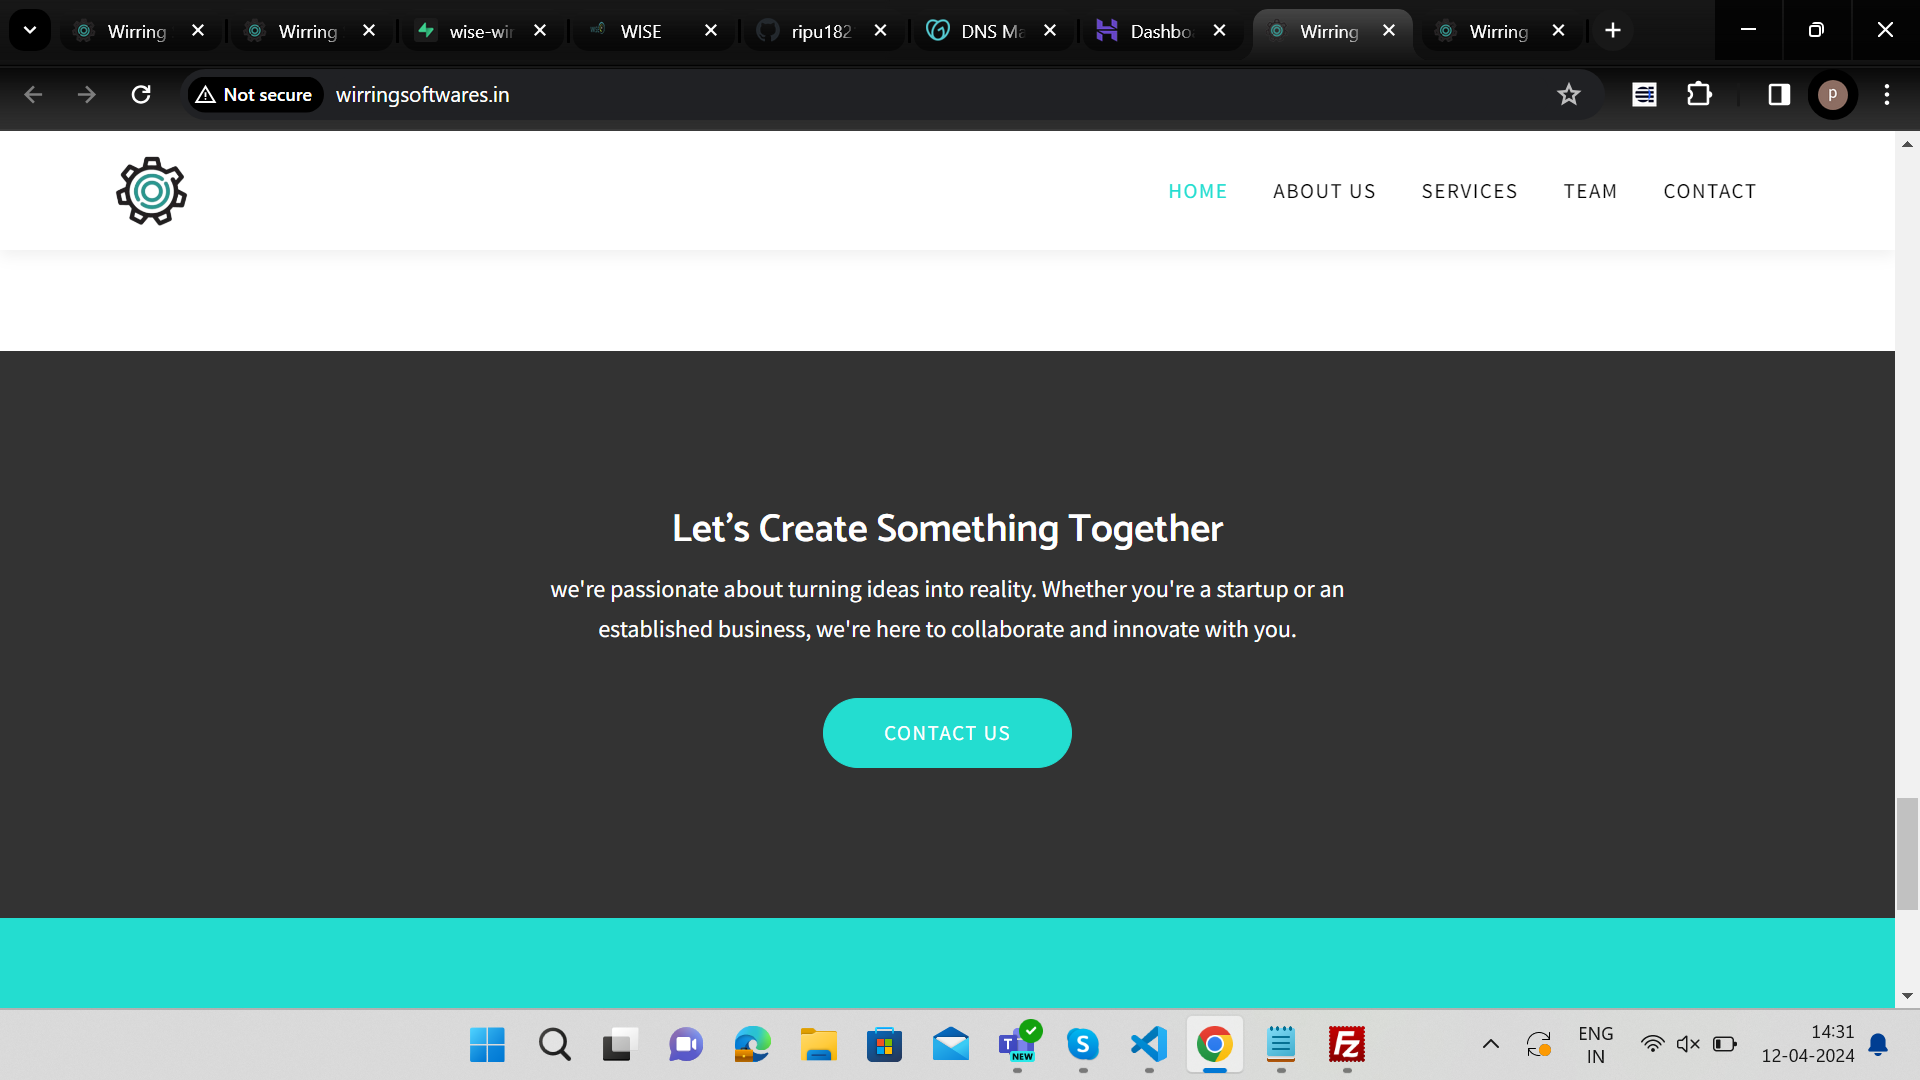 Wirring
Wirring
wise-wir
WISE
ripu182
DNS Ma
Dashbo
Wirring
Wirring
Not secure
wirringsoftwares.in
p
HOME
ABOUT US
SERVICES
TEAM
CONTACT
Let's Create Something Together
we're passionate about turning ideas into reality. Whether you're a startup or an
established business, we're here to collaborate and innovate with you.
CONTACT US
T
NEW
S
Fz
ENG
IN
14:31
12-04-2024